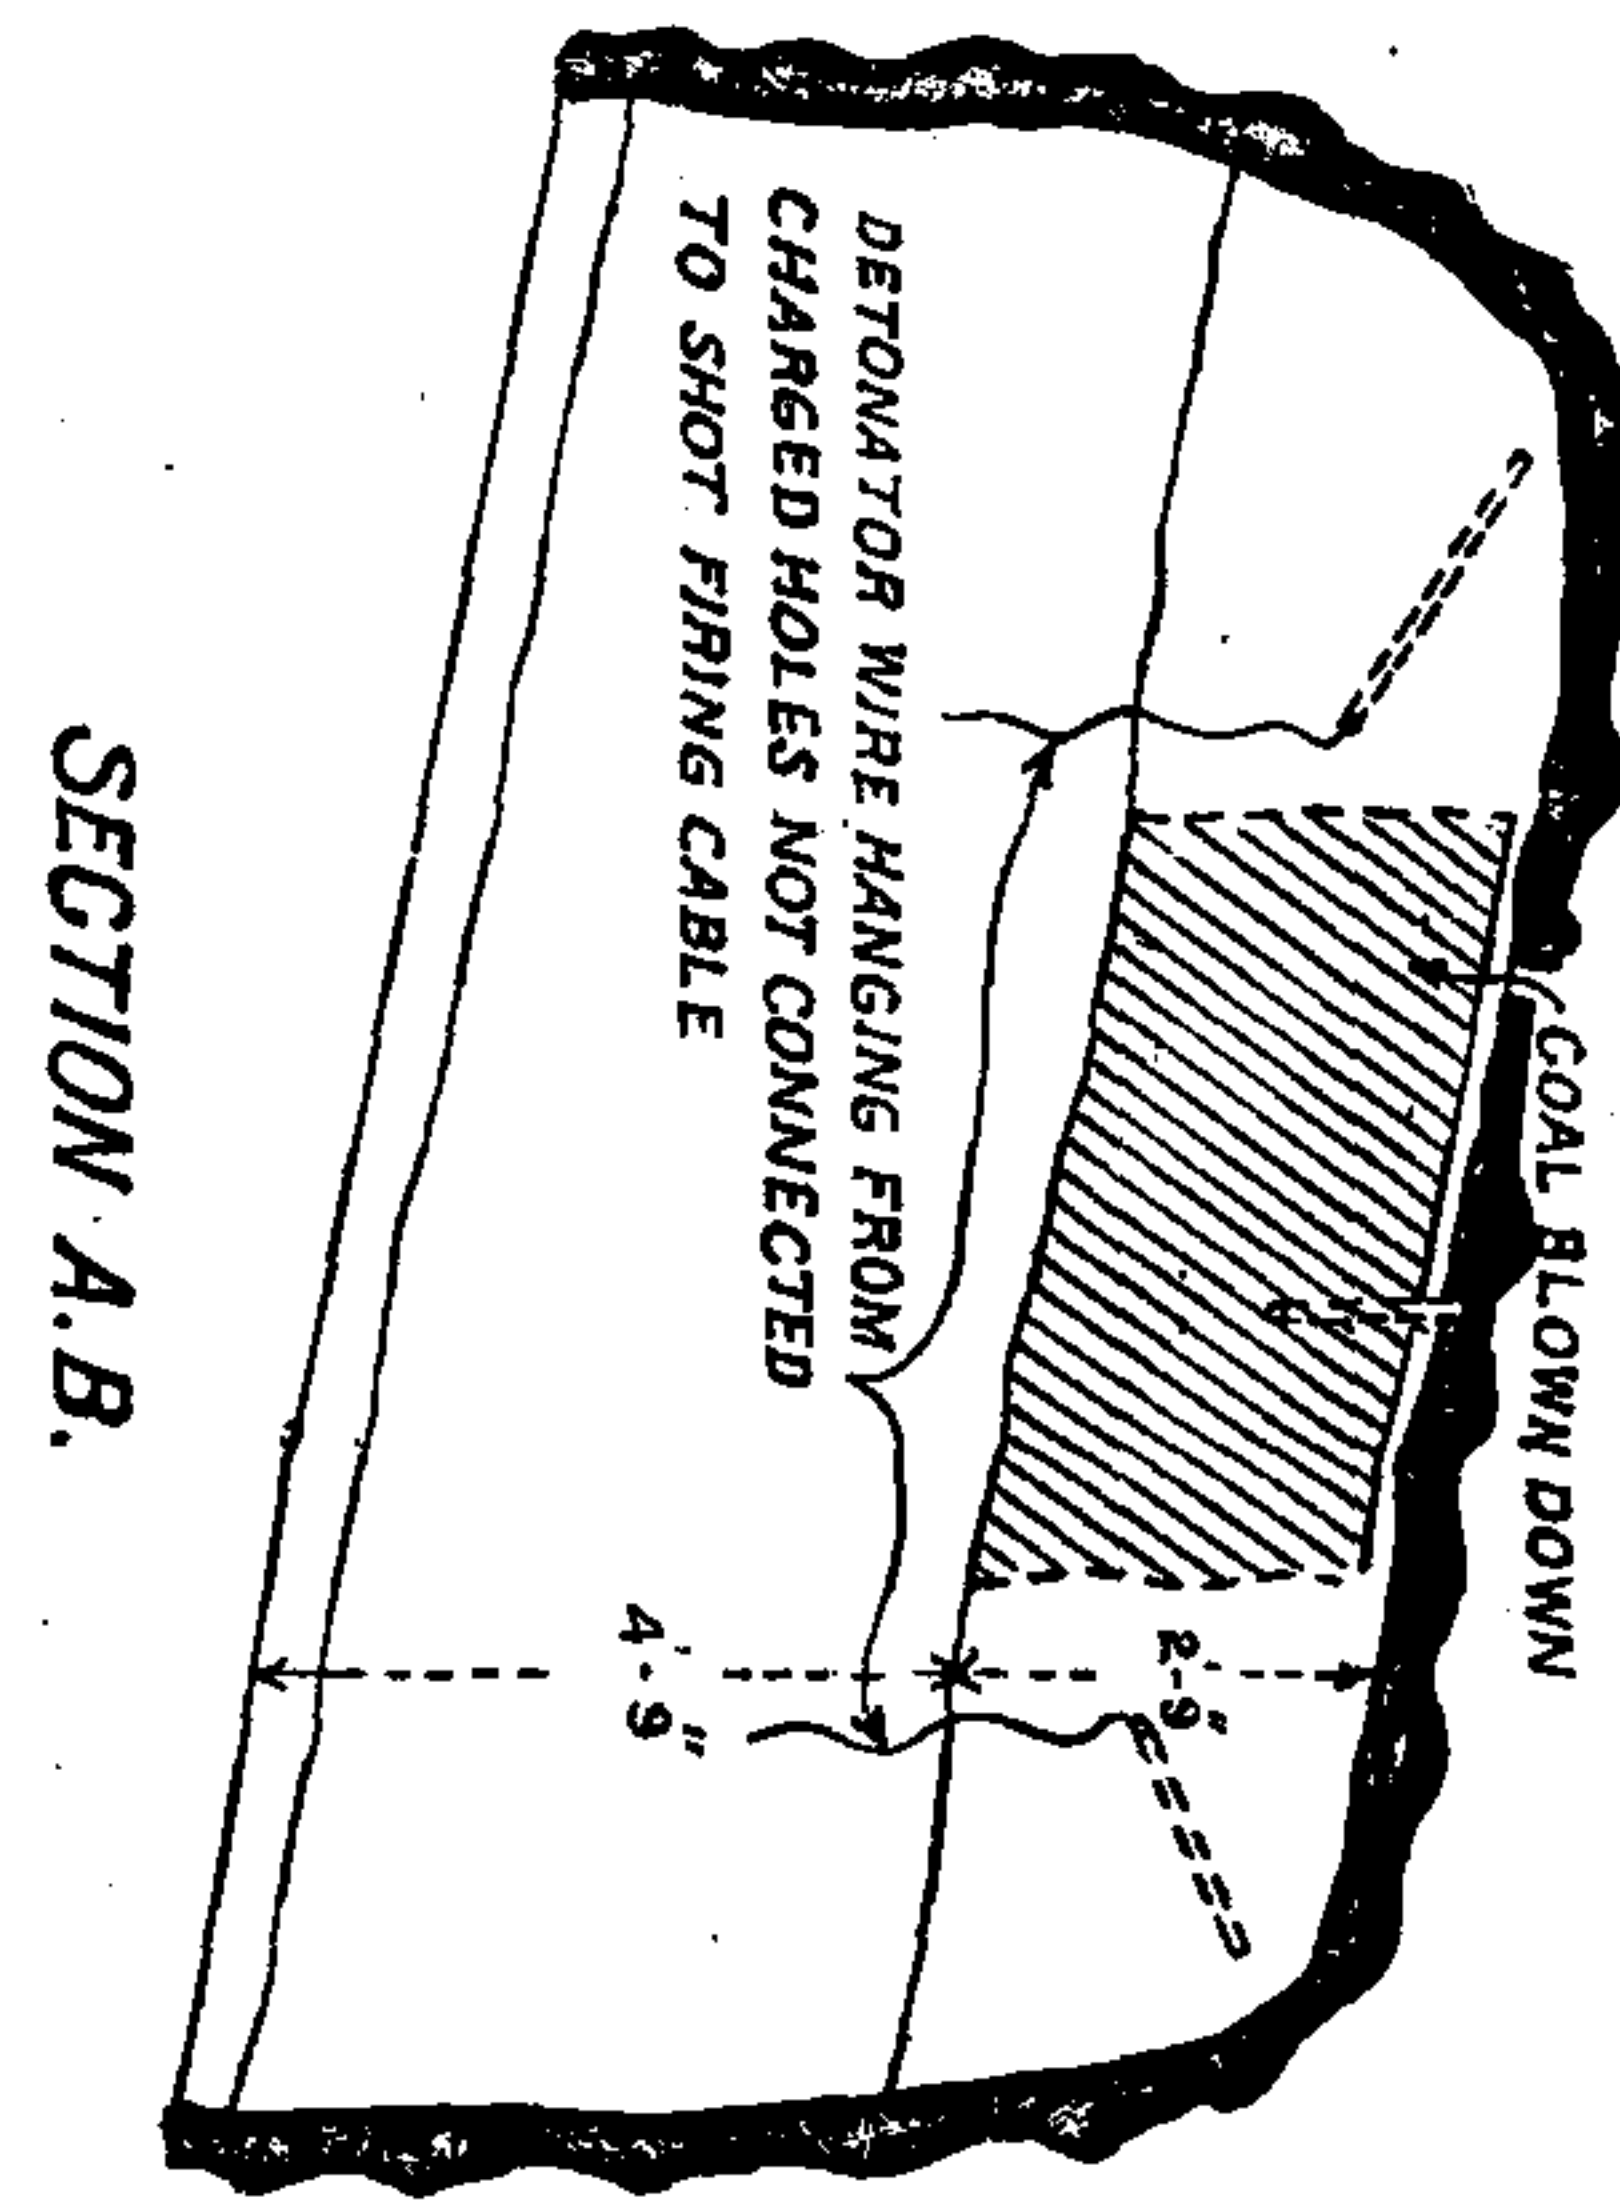 COAL BLOWN DOWN
2'-9"
4'-9"
DETONATOR WIRE HANGING FROM
CHARGED HOLES NOT CONNECTED
TO SHOT FIRING CABLE
SECTION A.B.